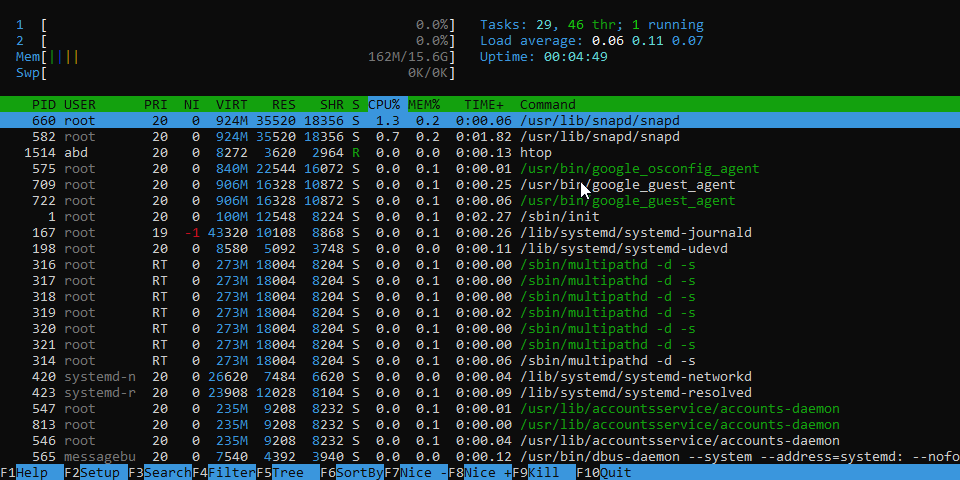 1 [ 0.0%] Tasks: 29, 46 thr; 1 running
2 [ 0.0%] Load average: 0.06 0.11 0.07
Mem[|||| 162M/15.6G] Uptime: 00:04:49
Swp[ 0K/0K]
PID USER PRI NI VIRT RES SHR S CPU% MEM% TIME+ Command
660 root 20 0 924M 35520 18356 S 1.3 0.2 0:00.06 /usr/lib/snapd/snapd
582 root 20 0 924M 35520 18356 S 0.7 0.2 0:01.82 /usr/lib/snapd/snapd
1514 abd 20 0 8272 3620 2964 R 0.0 0.0 0:00.13 htop
575 root 20 0 840M 22544 16072 S 0.0 0.1 0:00.01 /usr/bin/google_osconfig_agent
709 root 20 0 906M 16328 10872 S 0.0 0.1 0:00.25 /usr/bin/google_guest_agent
722 root 20 0 906M 16328 10872 S 0.0 0.1 0:00.06 /usr/bin/google_guest_agent
1 root 20 0 100M 12548 8224 S 0.0 0.1 0:02.27 /sbin/init
167 root 19 -1 43320 10108 8868 S 0.0 0.1 0:00.26 /lib/systemd/systemd-journald
198 root 20 0 8580 5092 3748 S 0.0 0.0 0:00.11 /lib/systemd/systemd-udevd
316 root RT 0 273M 18004 8204 S 0.0 0.1 0:00.00 /sbin/multipathd -d -s
317 root RT 0 273M 18004 8204 S 0.0 0.1 0:00.00 /sbin/multipathd -d -s
318 root RT 0 273M 18004 8204 S 0.0 0.1 0:00.00 /sbin/multipathd -d -s
319 root RT 0 273M 18004 8204 S 0.0 0.1 0:00.02 /sbin/multipathd -d -s
320 root RT 0 273M 18004 8204 S 0.0 0.1 0:00.00 /sbin/multipathd -d -s
321 root RT 0 273M 18004 8204 S 0.0 0.1 0:00.00 /sbin/multipathd -d -s
314 root RT 0 273M 18004 8204 S 0.0 0.1 0:00.06 /sbin/multipathd -d -s
420 systemd-n 20 0 26620 7484 6620 S 0.0 0.0 0:00.04 /lib/systemd/systemd-networkd
423 systemd-r 20 0 23908 12028 8104 S 0.0 0.1 0:00.09 /lib/systemd/systemd-resolved
547 root 20 0 235M 9208 8232 S 0.0 0.1 0:00.01 /usr/lib/accountsservice/accounts-daemon
813 root 20 0 235M 9208 8232 S 0.0 0.1 0:00.00 /usr/lib/accountsservice/accounts-daemon
546 root 20 0 235M 9208 8232 S 0.0 0.1 0:00.04 /usr/lib/accountsservice/accounts-daemon
565 messagebu 20 0 7540 4392 3940 S 0.0 0.0 0:00.12 /usr/bin/dbus-daemon --system --address=systemd: --nofo
F1Help F2Setup F3SearchF4FilterF5Tree F6SortByF7Nice -F8Nice +F9Kill F10Quit